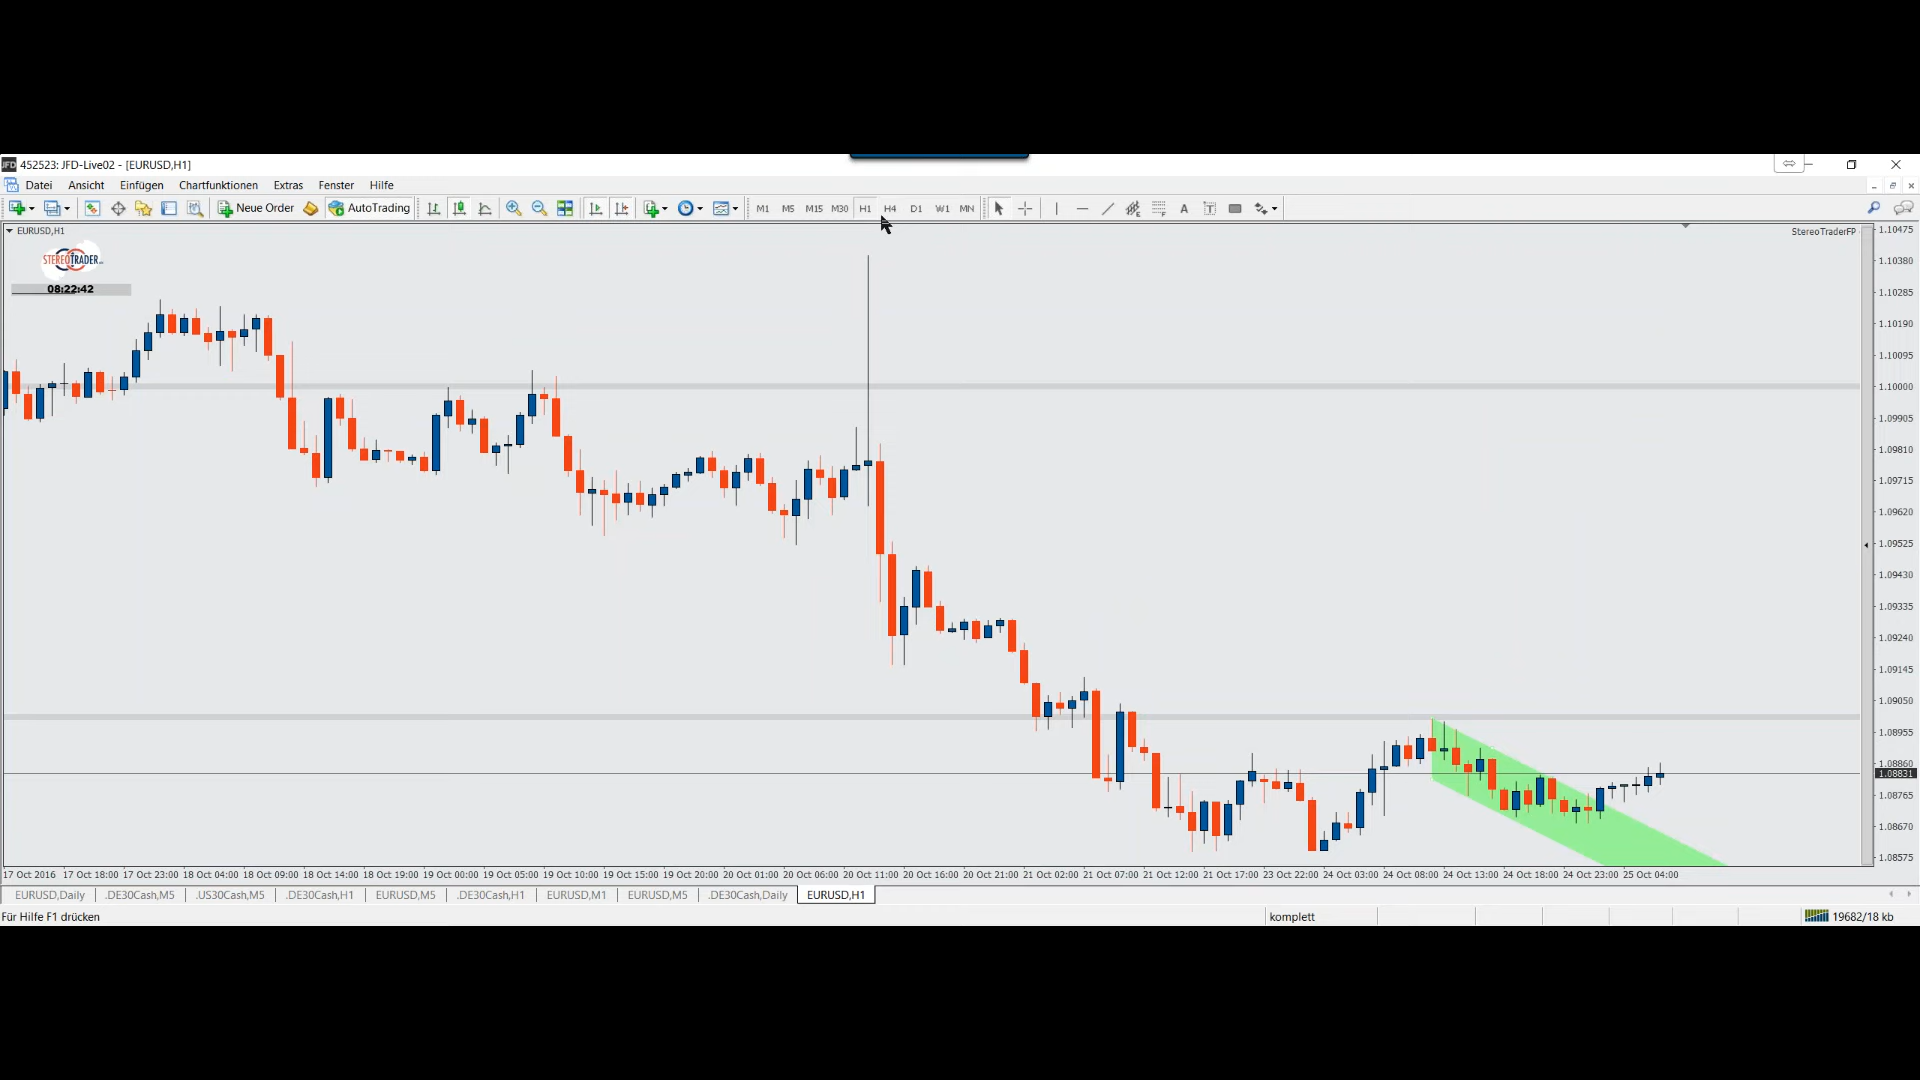 452523: JFD-Live02 - [EURUSD,H1]
Datei Ansicht Einfügen Chartfunktionen Extras Fenster Hilfe
Neue Order AutoTrading M1 M5 M15 M30 H1 H4 D1 W1 MN A T
EURUSD,H1
StereoTraderFP
STEREOTRADER
08:22:42
1.10475
1.10380
1.10285
1.10190
1.10095
1.10000
1.09905
1.09810
1.09715
1.09620
1.09525
1.09430
1.09335
1.09240
1.09145
1.09050
1.08955
1.08860
1.08831
1.08765
1.08670
1.08575
17 Oct 2016 17 Oct 18:00 17 Oct 23:00 18 Oct 04:00 18 Oct 09:00 18 Oct 14:00 18 Oct 19:00 19 Oct 00:00 19 Oct 05:00 19 Oct 10:00 19 Oct 15:00 19 Oct 20:00 20 Oct 01:00 20 Oct 06:00 20 Oct 11:00 20 Oct 16:00 20 Oct 21:00 21 Oct 02:00 21 Oct 07:00 21 Oct 12:00 21 Oct 17:00 23 Oct 22:00 24 Oct 03:00 24 Oct 08:00 24 Oct 13:00 24 Oct 18:00 24 Oct 23:00 25 Oct 04:00
EURUSD,Daily .DE30Cash,M5 .US30Cash,M5 .DE30Cash,H1 EURUSD,M5 .DE30Cash,H1 EURUSD,M1 EURUSD,M5 .DE30Cash,Daily EURUSD,H1
Für Hilfe F1 drücken komplett 19682/18 kb